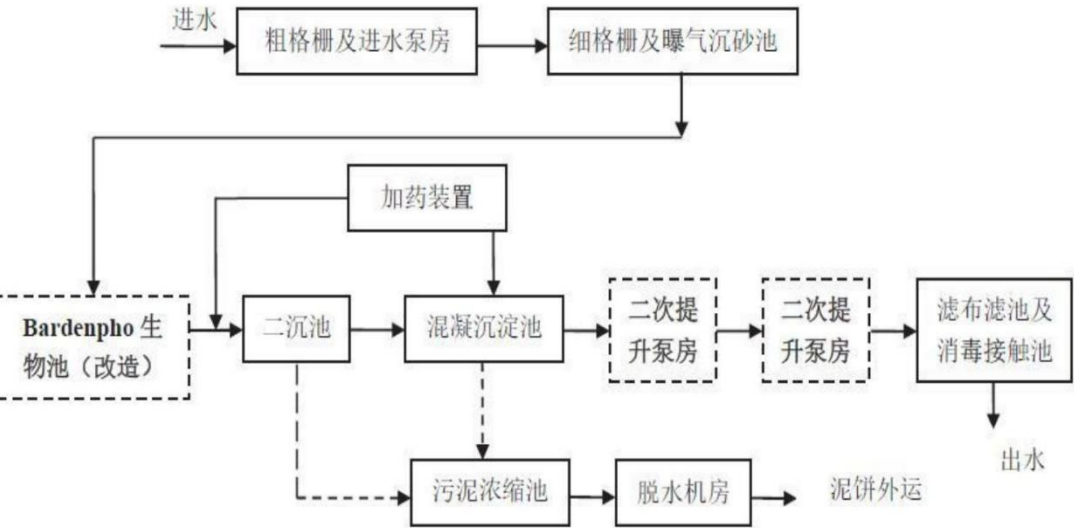 进水
粗格栅及进水泵房
细格栅及曝气沉砂池
加药装置
Bardenpho 生
物池（改造）
二沉池
混凝沉淀池
二次提
升泵房
二次提
升泵房
滤布滤池及
消毒接触池
出水
污泥浓缩池
脱水机房
泥饼外运